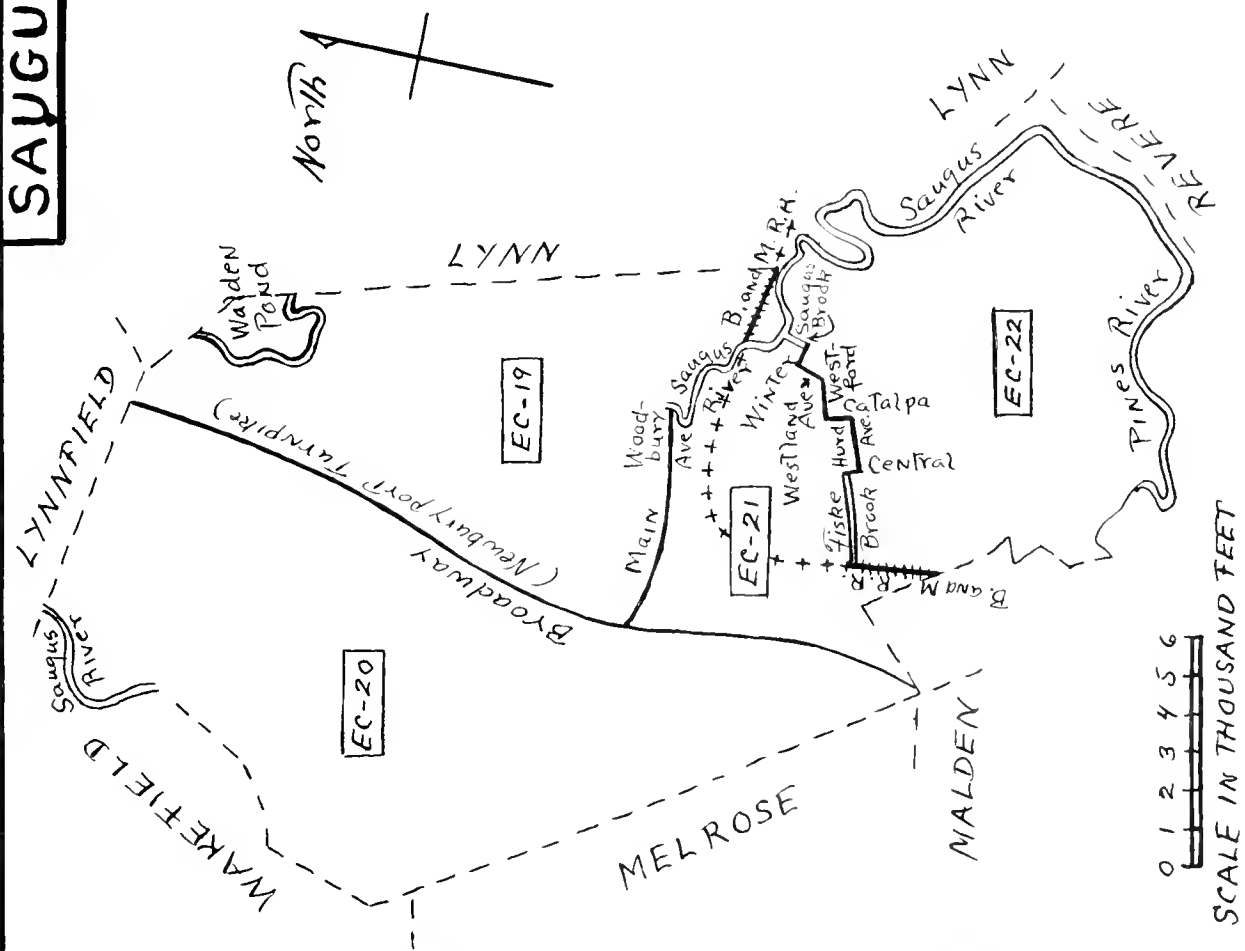 SAUGU
North
LYNNFIELD
Walden
Pond
LYNN
Saugus
River
WAKEFIELD
(Newburyport Turnpike)
Broadway
EC-20
EC-19
Main
Wood-
bury
Ave
Saugus
River
B. and M. R.R.
LYNN
REVERE
Saugus
River
Saugus
Brook
Winter
Westland
Ave
West-
ford
Catalpa
Ave.
Hurd
Central
Fiske
Brook
EC-21
EC-22
Pines River
B. and M R.R.
MELROSE
MALDEN
0 1 2 3 4 5 6
SCALE IN THOUSAND FEET